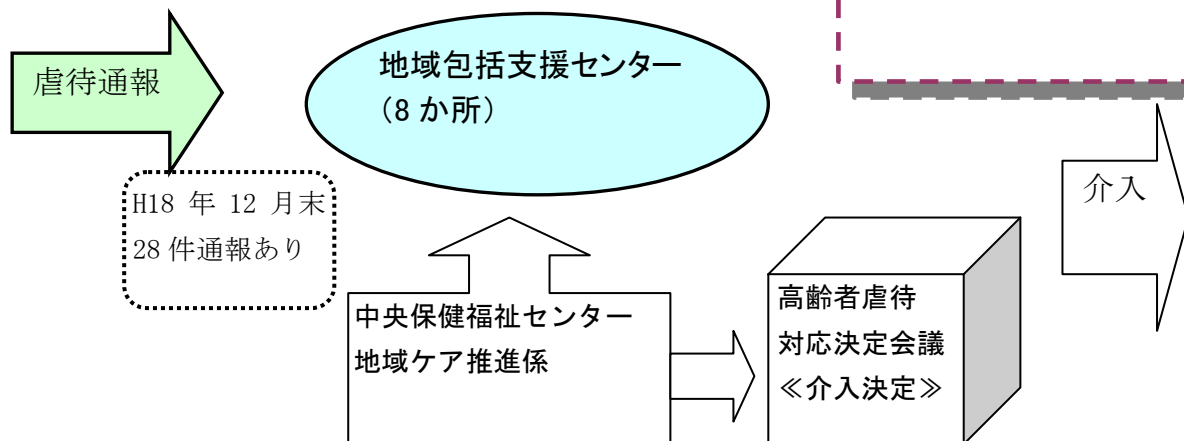 虐待通報
地域包括支援センター
（8 か所）
H18 年 12 月末
28 件通報あり
中央保健福祉センター
地域ケア推進係
高齢者虐待
対応決定会議
≪介入決定≫
介入